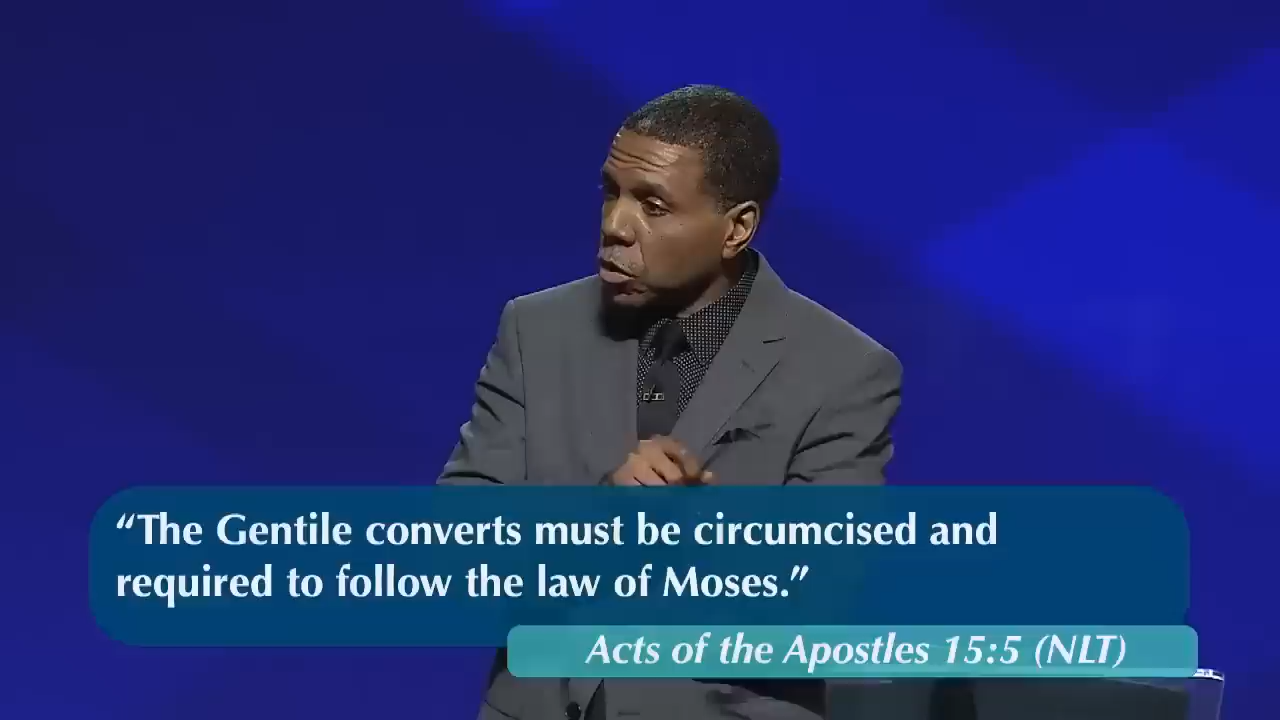 “The Gentile converts must be circumcised and
required to follow the law of Moses.”
Acts of the Apostles 15:5 (NLT)